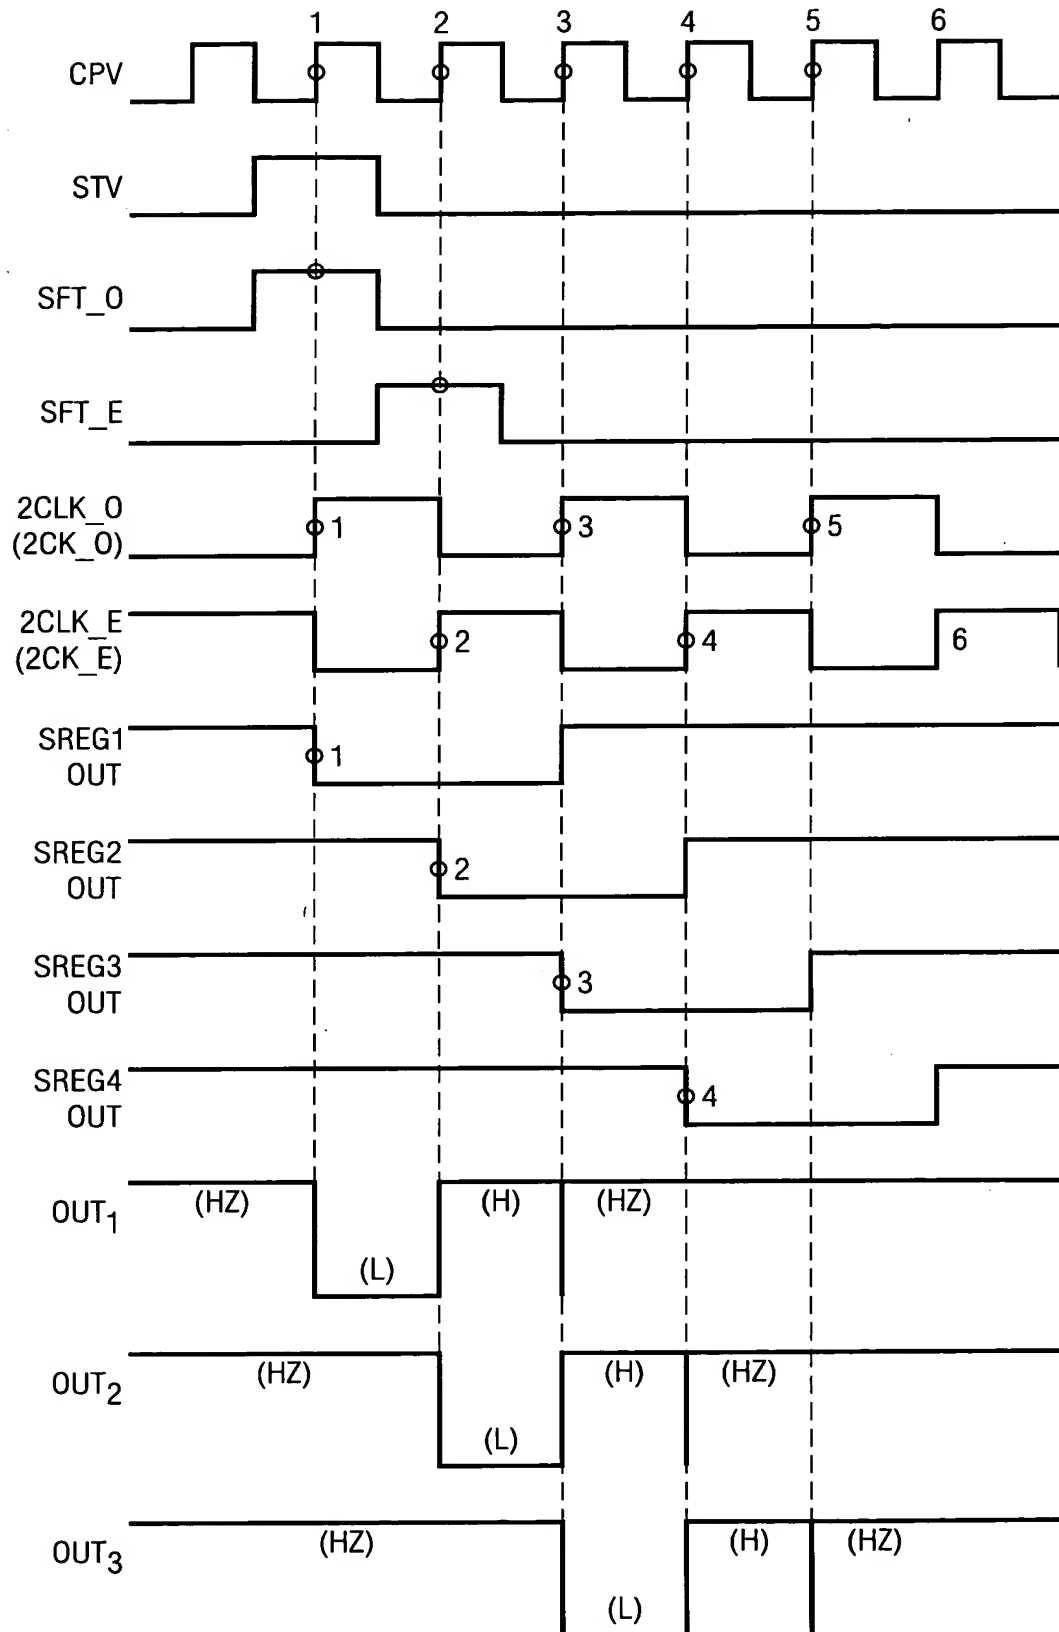 1 2 3 4 5 6
CPV
STV
SFT_O
SFT_E
2CLK_O
(2CK_O)
1 3 5
2CLK_E
(2CK_E)
2 4 6
SREG1
OUT
1
SREG2
OUT
2
SREG3
OUT
3
SREG4
OUT
4
OUT1
(HZ) (L) (H) (HZ)
OUT2
(HZ) (L) (H) (HZ)
OUT3
(HZ) (L) (H) (HZ)